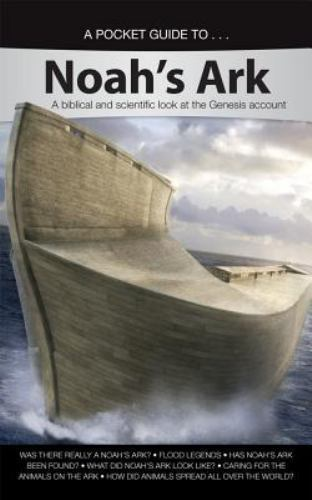 A POCKET GUIDE TO . . .
Noah's Ark
A biblical and scientific look at the Genesis account
WAS THERE REALLY A NOAH'S ARK? • FLOOD LEGENDS • HAS NOAH'S ARK
BEEN FOUND? • WHAT DID NOAH'S ARK LOOK LIKE? • CARING FOR THE
ANIMALS ON THE ARK • HOW DID ANIMALS SPREAD ALL OVER THE WORLD?